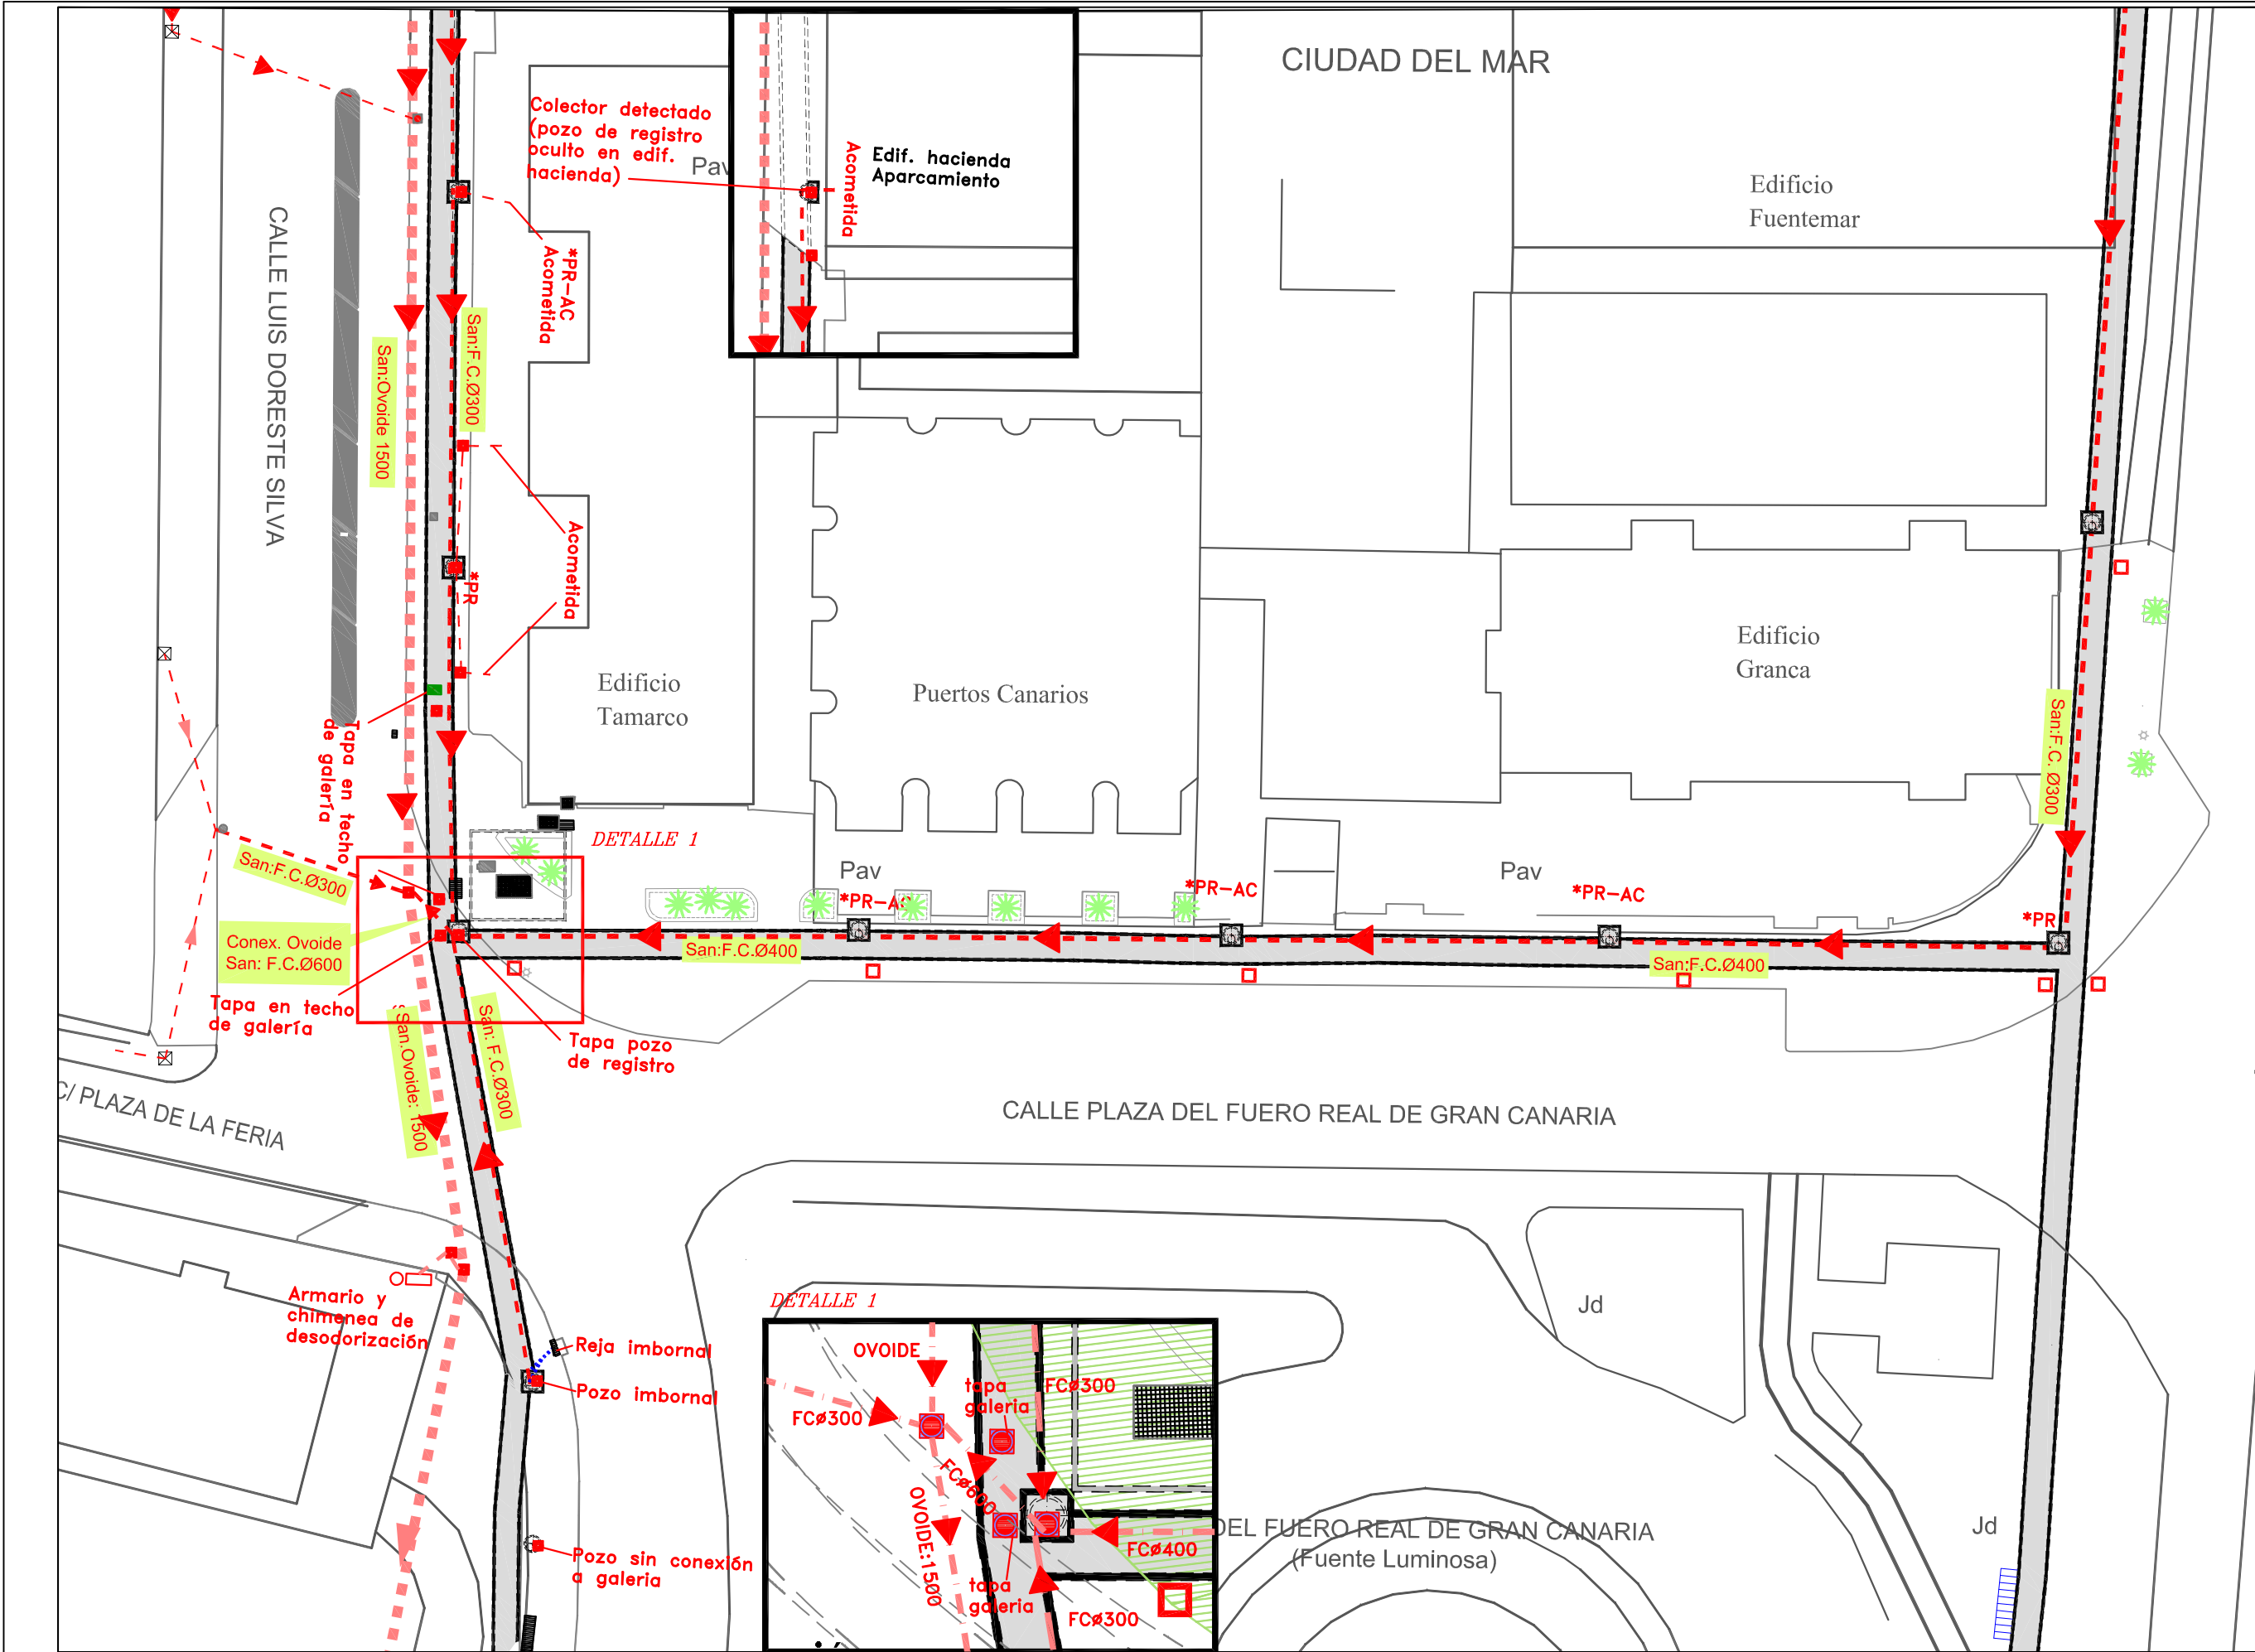 CIUDAD DEL MAR
Colector detectado
(pozo de registro
oculto en edif.
hacienda)
Pav
Acometida
Edif. hacienda
Aparcamiento
Edificio
Fuentemar
CALLE LUIS DORESTE SILVA
*PR-AC
Acometida
San:F.C.Ø300
San:Ovoide 1500
Acometida
*PR
Edificio
Tamarco
Puertos Canarios
Edificio
Granca
San:F.C. Ø300
Tapa en techo
de galería
DETALLE 1
San:F.C.Ø300
Pav
*PR-AC
*PR-AC
Pav
*PR-AC
*PR
Conex. Ovoide
San: F.C.Ø600
San:F.C.Ø400
San:F.C.Ø400
Tapa en techo
de galería
San.Ovoide: 1500
San: F.C.Ø300
Tapa pozo
de registro
C/ PLAZA DE LA FERIA
CALLE PLAZA DEL FUERO REAL DE GRAN CANARIA
Armario y
chimenea de
desodorización
Reja imbornal
Pozo imbornal
Pozo sin conexión
a galeria
DETALLE 1
OVOIDE
FCø300
tapa
galeria
FCø300
FCø600
OVOIDE:1500
FCø400
tapa
galeria
FCø300
Jd
DEL FUERO REAL DE GRAN CANARIA
(Fuente Luminosa)
Jd